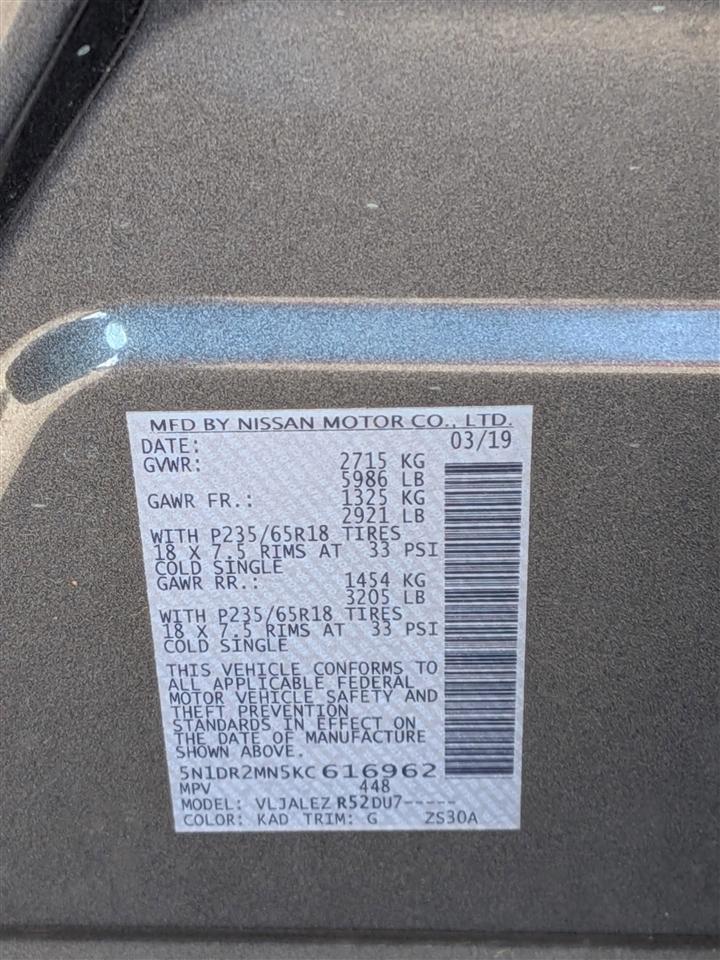 MFD BY NISSAN MOTOR CO., LTD.
DATE: 03/19
GVWR: 2715 KG
5986 LB
GAWR FR.: 1325 KG
2921 LB
WITH P235/65R18 TIRES
18 X 7.5 RIMS AT 33 PSI
COLD SINGLE
GAWR RR.: 1454 KG
3205 LB
WITH P235/65R18 TIRES
18 X 7.5 RIMS AT 33 PSI
COLD SINGLE
THIS VEHICLE CONFORMS TO
ALL APPLICABLE FEDERAL
MOTOR VEHICLE SAFETY AND
THEFT PREVENTION
STANDARDS IN EFFECT ON
THE DATE OF MANUFACTURE
SHOWN ABOVE.
5N1DR2MN5KC616962
MPV 448
MODEL: VLJALEZ R52DU7-----
COLOR: KAD TRIM: G ZS30A